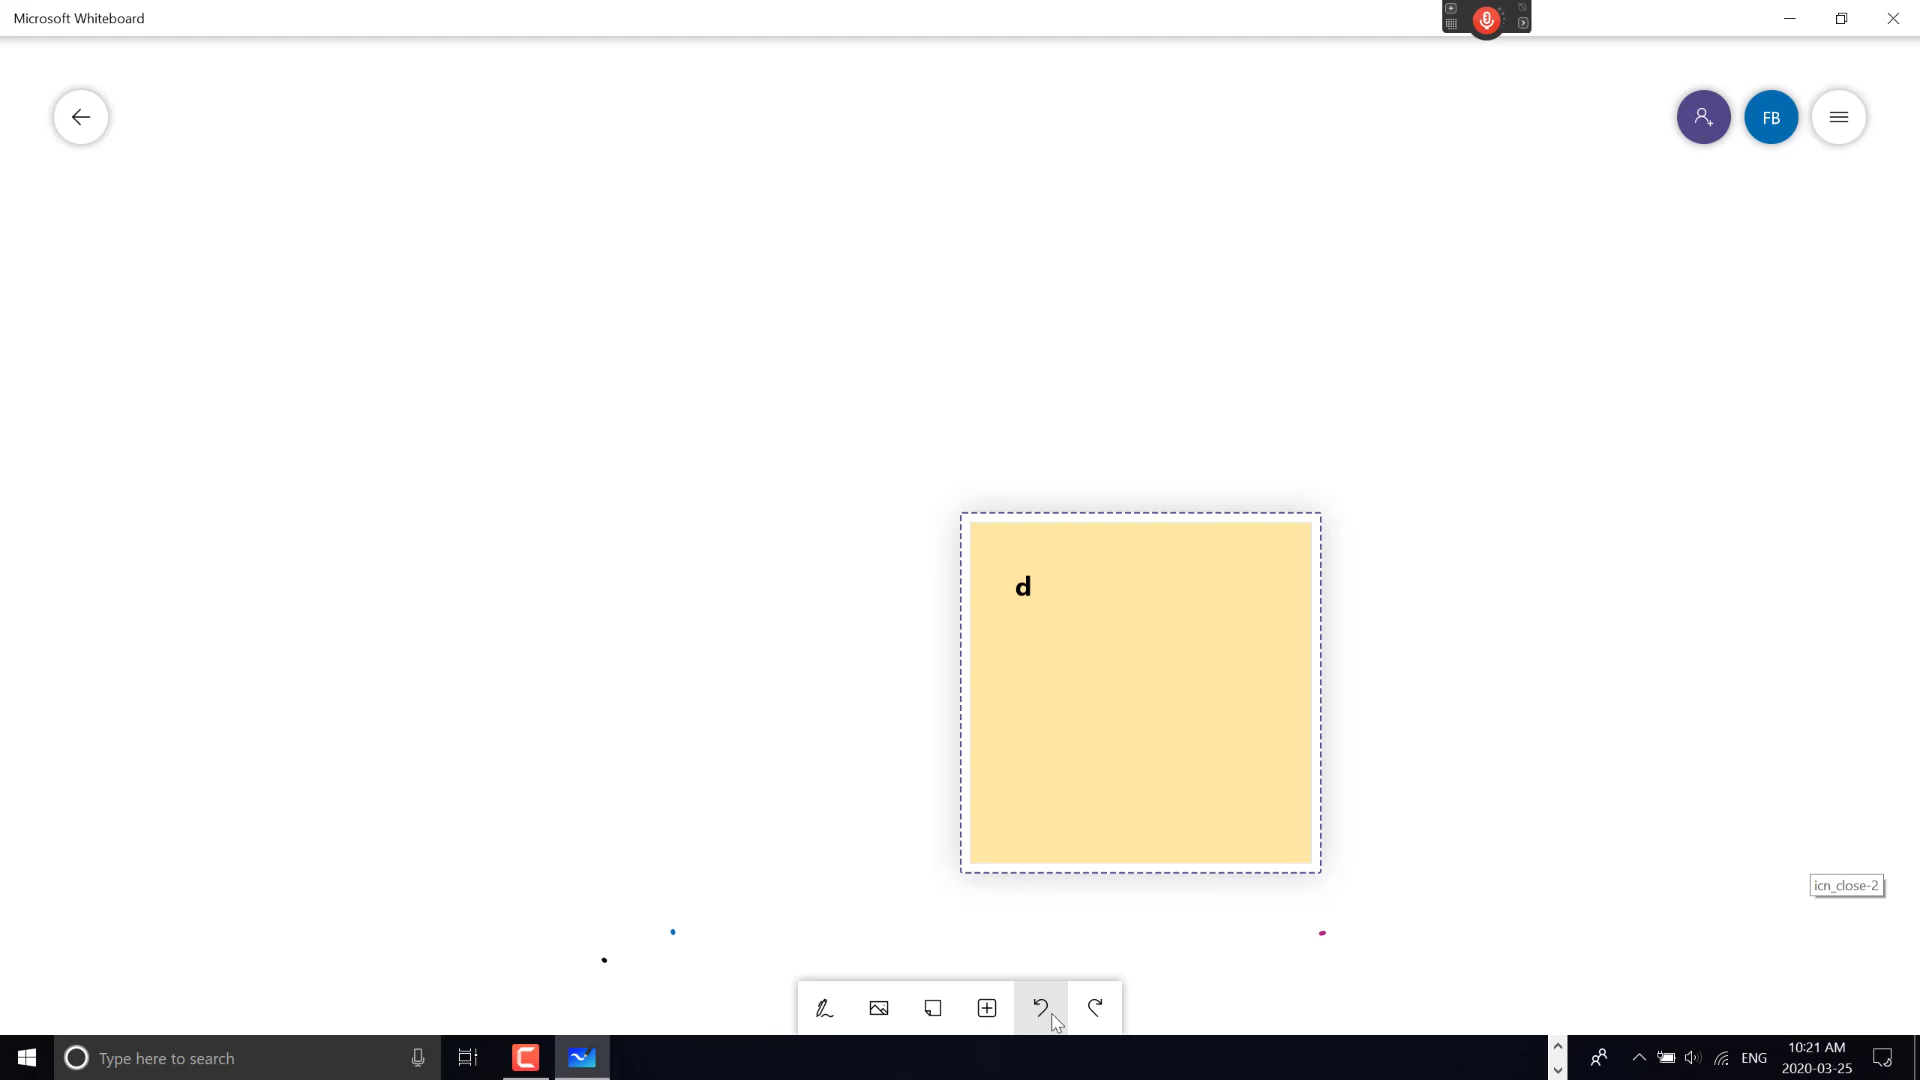 Microsoft Whiteboard
FB
d
icn_close-2
Type here to search
ENG
10:21 AM
2020-03-25